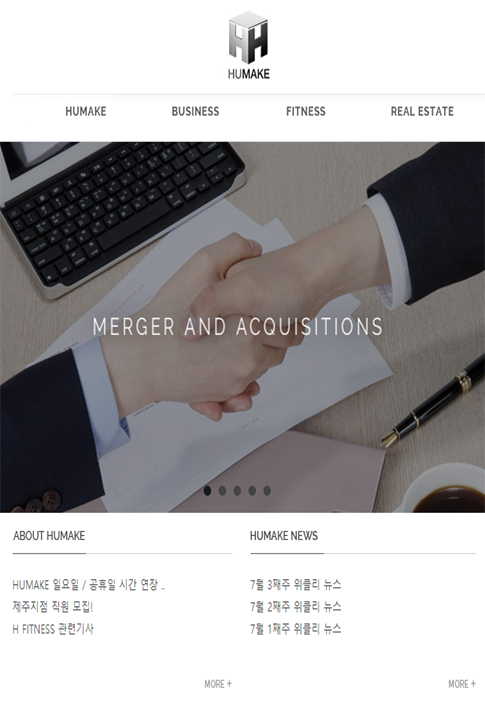 HUMAKE
HUMAKE BUSINESS FITNESS REAL ESTATE
MERGER AND ACQUISITIONS
ABOUT HUMAKE
HUMAKE 일요일 / 공휴일 시간 연장 ..
제주지점 직원 모집!
H FITNESS 관련기사
MORE +
HUMAKE NEWS
7월 3째주 위클리 뉴스
7월 2째주 위클리 뉴스
7월 1째주 위클리 뉴스
MORE +